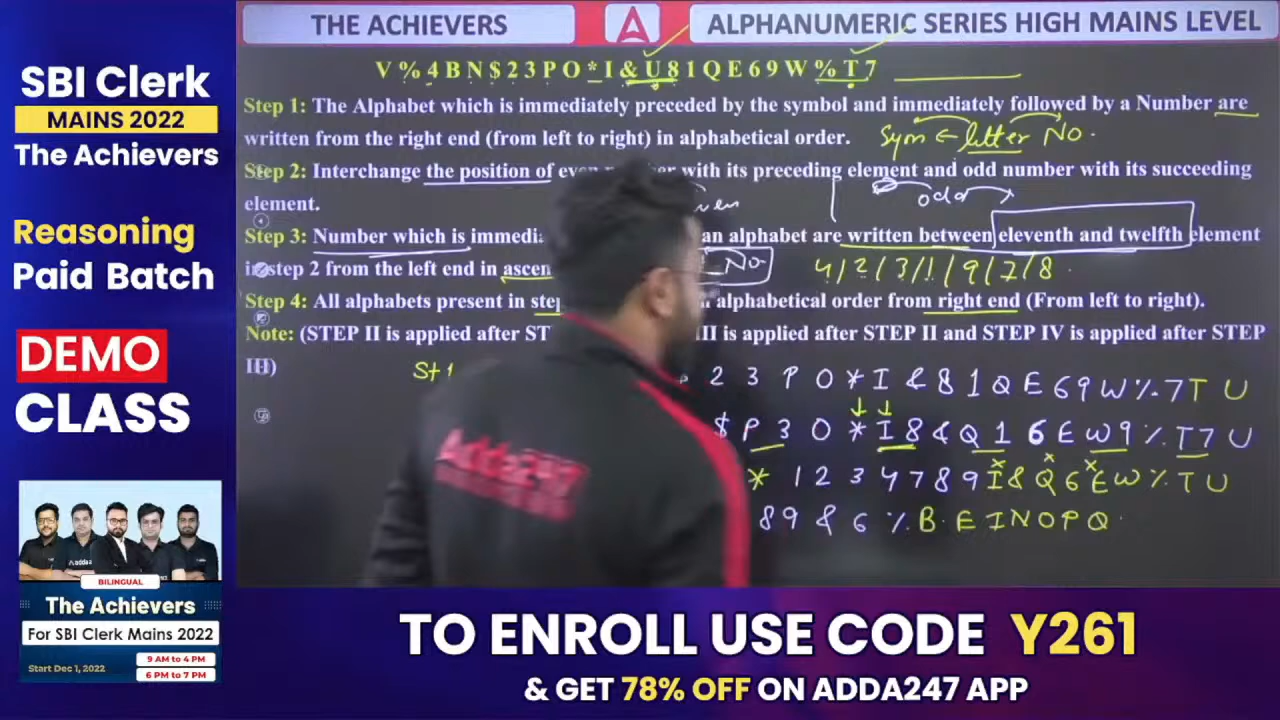 THE ACHIEVERS
ALPHANUMERIC SERIES HIGH MAINS LEVEL
V % 4 B N $ 2 3 P O * I & U 8 1 Q E 6 9 W % T 7
Step 1: The Alphabet which is immediately preceded by the symbol and immediately followed by a Number are
written from the right end (from left to right) in alphabetical order.
Sym ← litter No.
Step 2: Interchange the position of even with its preceding element and odd number with its succeeding
element.
odd
Step 3: Number which is an alphabet are written between eleventh and twelfth element
in step 2 from the left end in
No
4/2/3/1/9/7/8
Step 4: All alphabets present in alphabetical order from right end (From left to right).
Note: (STEP II is applied after III is applied after STEP II and STEP IV is applied after STEP
III)
St 1
2 3 P O * I & 8 1 Q E 6 9 W % 7 T U
$ P 3 O * I 8 & Q 1 6 E W 9 % T 7 U
* 1 2 3 4 7 8 9 I & Q 6 E W % T U
8 9 & 6 % B E I N O P Q
SBI Clerk
MAINS 2022
The Achievers
Reasoning
Paid Batch
DEMO
CLASS
BILINGUAL
The Achievers
For SBI Clerk Mains 2022
Start Dec 1, 2022
9 AM to 4 PM
6 PM to 7 PM
Adda247
TO ENROLL USE CODE Y261
& GET 78% OFF ON ADDA247 APP